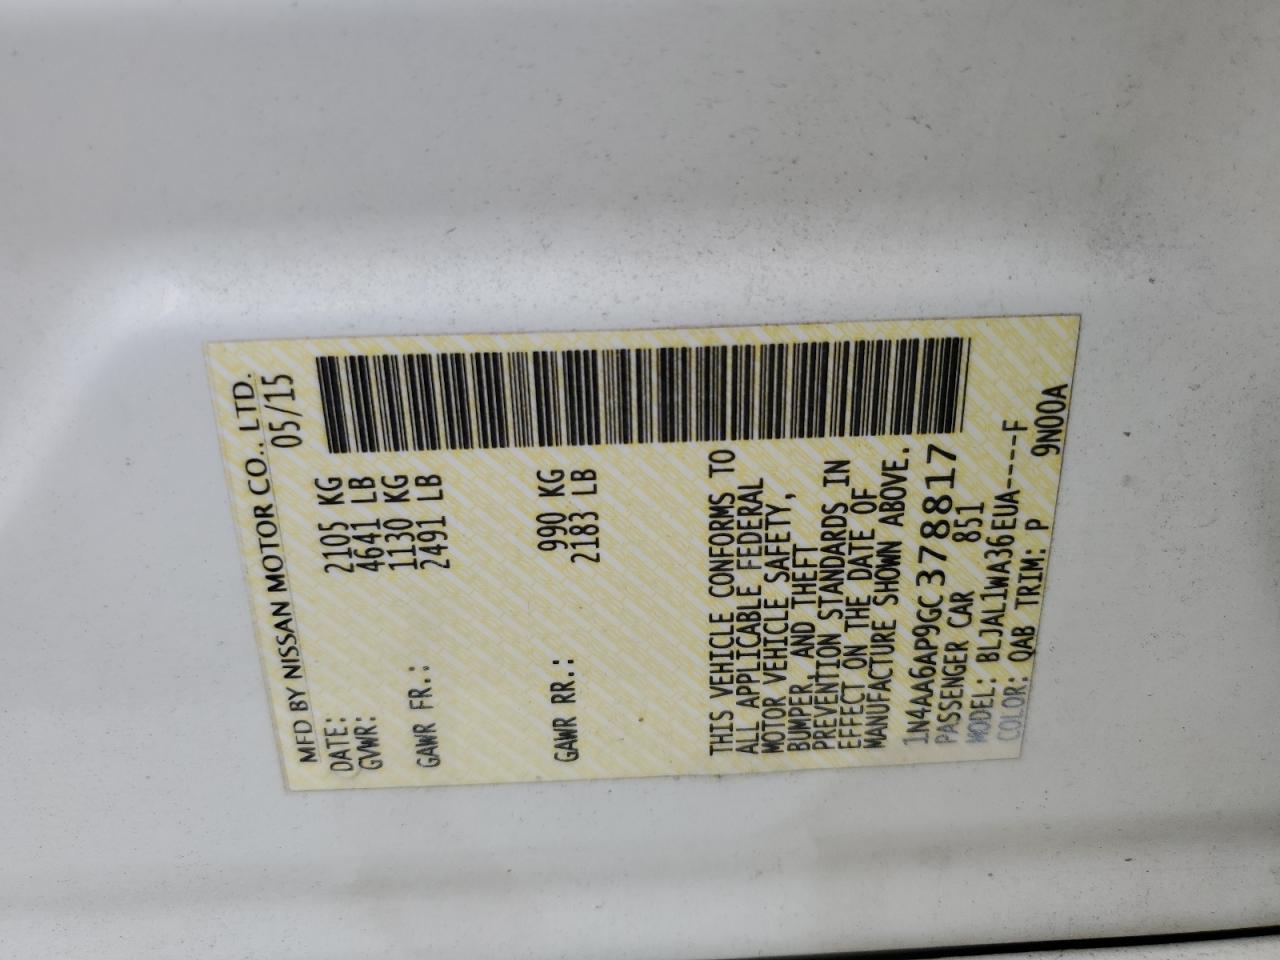 MFD BY NISSAN MOTOR CO., LTD.
DATE: 05/15
GVWR: 2105 KG
4641 LB
GAWR FR.: 1130 KG
2491 LB
GAWR RR.: 990 KG
2183 LB
THIS VEHICLE CONFORMS TO
ALL APPLICABLE FEDERAL
MOTOR VEHICLE SAFETY,
BUMPER, AND THEFT
PREVENTION STANDARDS IN
EFFECT ON THE DATE OF
MANUFACTURE SHOWN ABOVE.
1N4AA6AP9GC378817
PASSENGER CAR 851
MODEL: BLJAL1WA36EUA----F
COLOR: QAB TRIM: P 9N00A